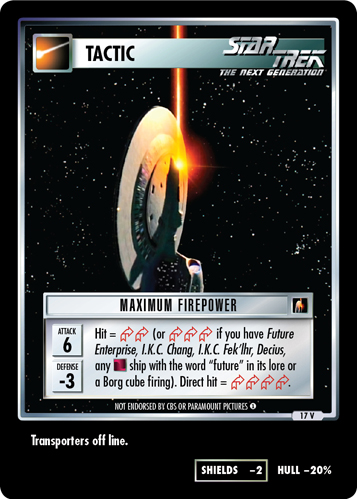 TACTIC
STAR TREK
THE NEXT GENERATION
MAXIMUM FIREPOWER
ATTACK
6
DEFENSE
-3
Hit = (or if you have Future
Enterprise, I.K.C. Chang, I.K.C. Fek'lhr, Decius,
any ship with the word "future" in its lore or
a Borg cube firing). Direct hit = .
NOT ENDORSED BY CBS OR PARAMOUNT PICTURES
17 V
Transporters off line.
SHIELDS -2 HULL -20%